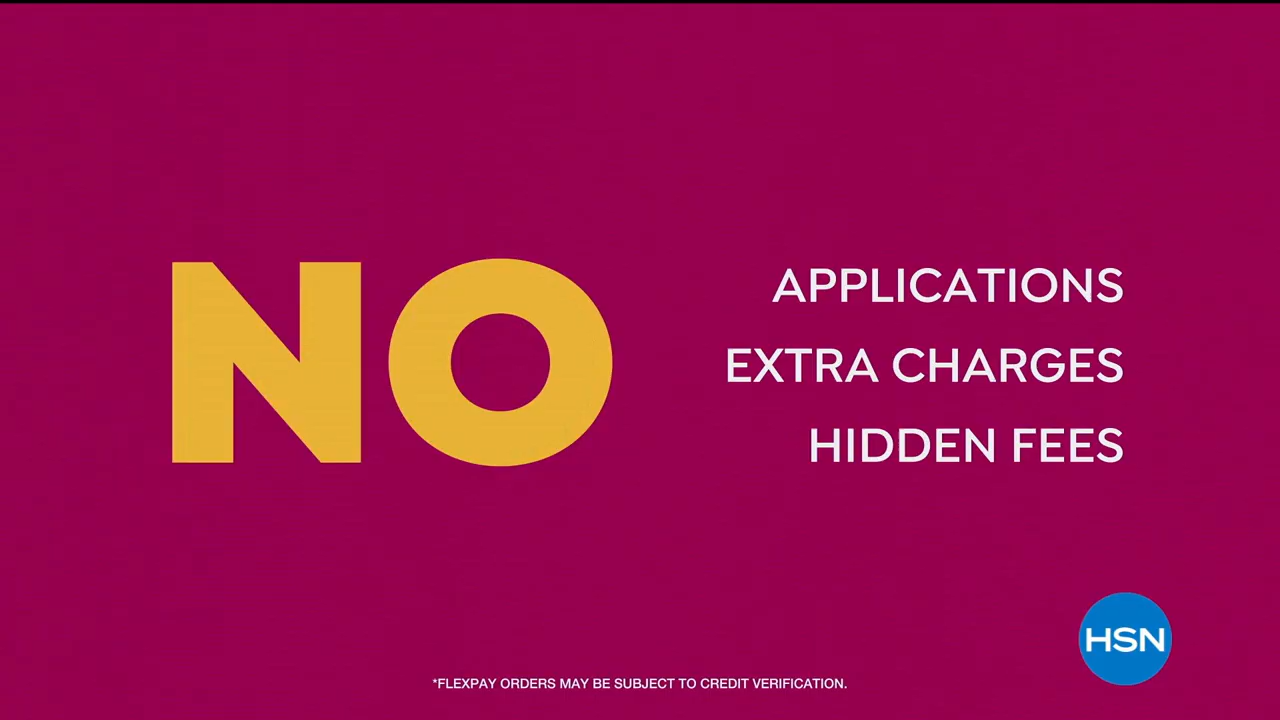 NO
APPLICATIONS
EXTRA CHARGES
HIDDEN FEES
HSN
*FLEXPAY ORDERS MAY BE SUBJECT TO CREDIT VERIFICATION.